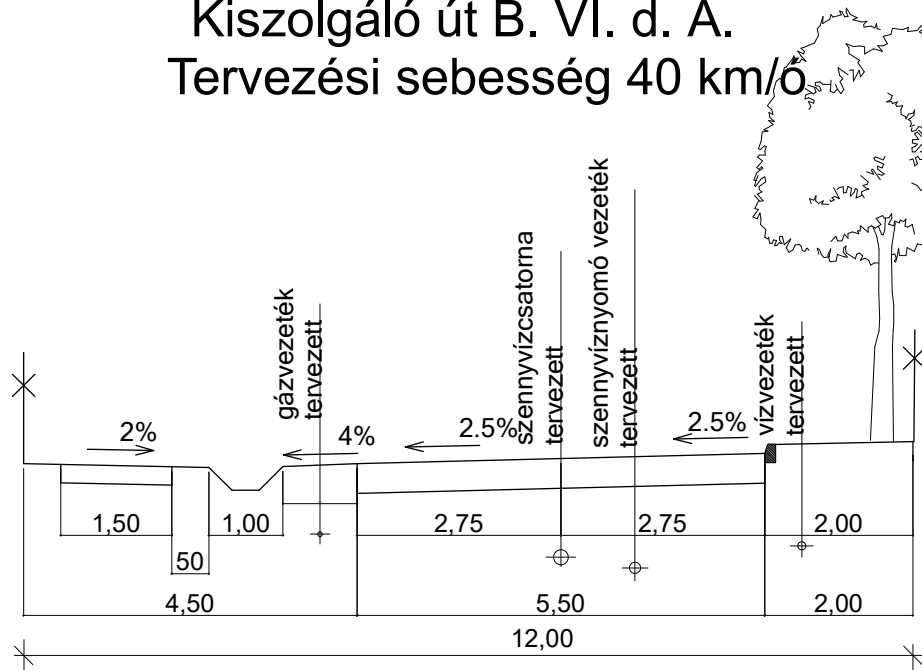 Kiszolgáló út B. VI. d. A.
Tervezési sebesség 40 km/ó
gázvezeték
tervezett
szennyvízcsatorna
tervezett
szennyvíznyomó vezeték
tervezett
vízvezeték
tervezett
2%
4%
2.5%
2.5%
1,50
1,00
2,75
2,75
2,00
50
4,50
5,50
2,00
12,00